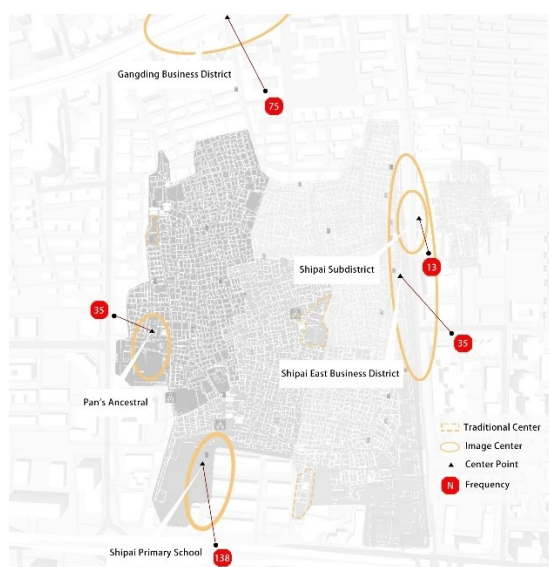 Gangding Business District
75
Shipai Subdistrict
13
35
35
Shipai East Business District
Pan's Ancestral
Traditional Center
Image Center
Center Point
N Frequency
Shipai Primary School
138